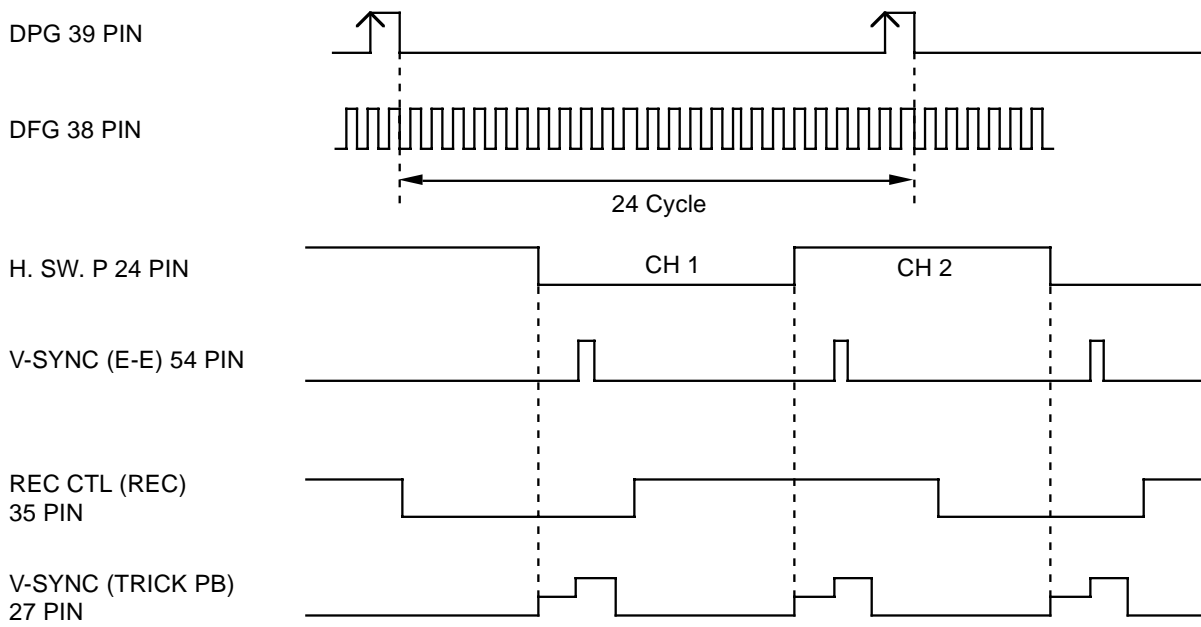 DPG 39 PIN
DFG 38 PIN
24 Cycle
H. SW. P 24 PIN
CH 1
CH 2
V-SYNC (E-E) 54 PIN
REC CTL (REC)
35 PIN
V-SYNC (TRICK PB)
27 PIN